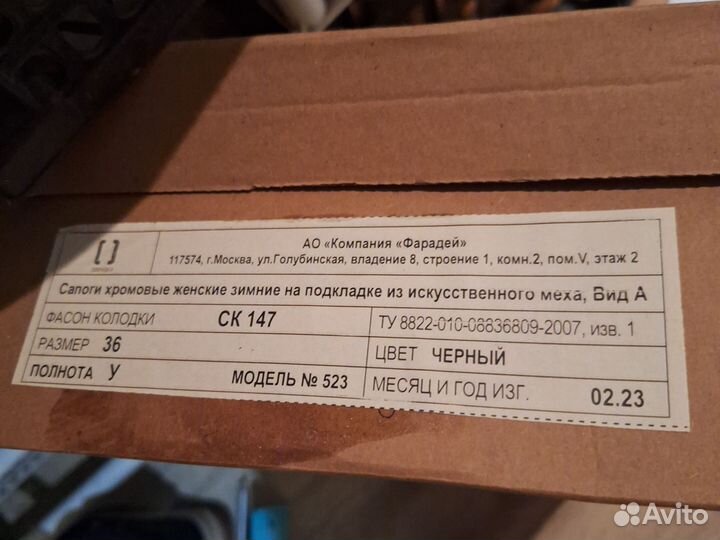 АО «Компания «Фарадей»
117574, г.Москва, ул.Голубинская, владение 8, строение 1, комн.2, пом.V, этаж 2
Сапоги хромовые женские зимние на подкладке из искусственного меха, Вид А
ФАСОН КОЛОДКИ СК 147 ТУ 8822-010-08836809-2007, изв. 1
РАЗМЕР 36 ЦВЕТ ЧЕРНЫЙ
ПОЛНОТА У МОДЕЛЬ № 523 МЕСЯЦ И ГОД ИЗГ. 02.23
Avito